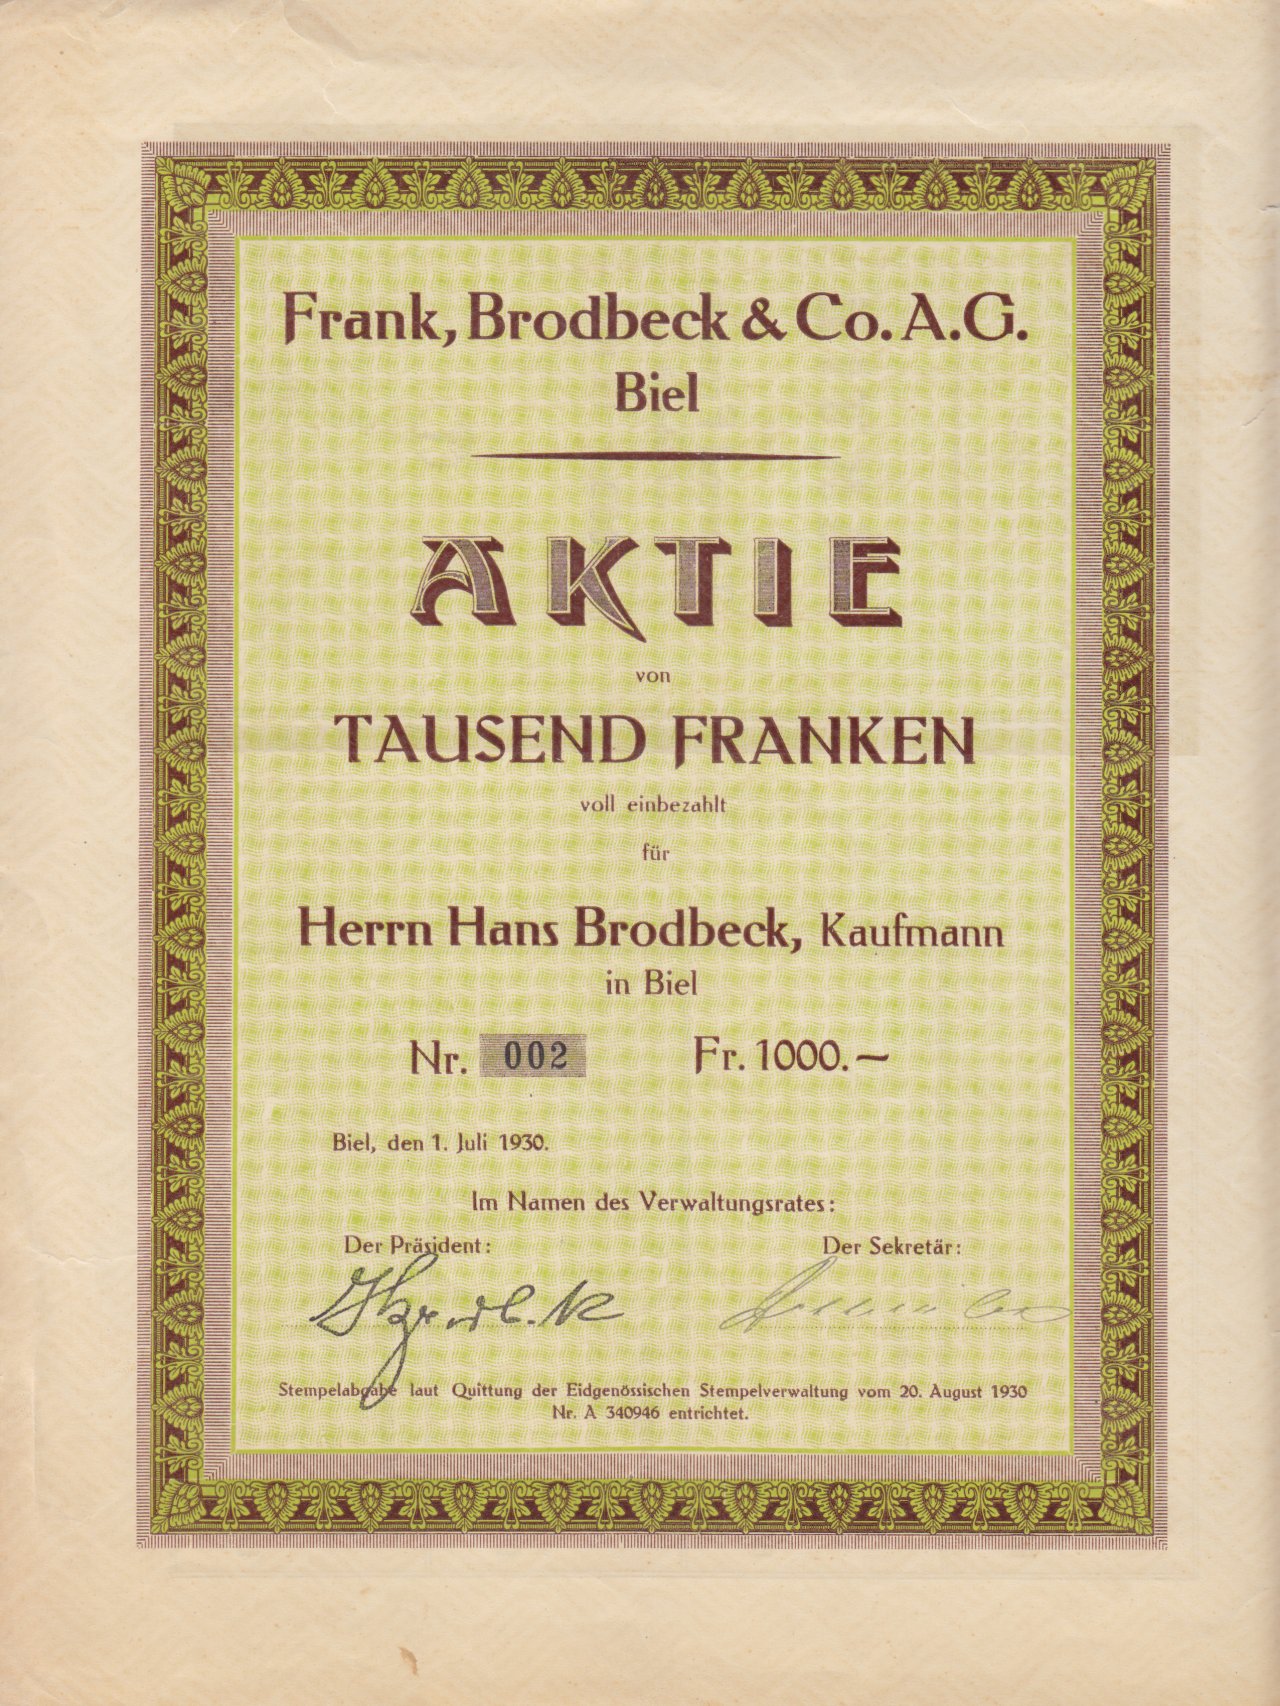 Frank, Brodbeck & Co. A.G.
Biel
AKTIE
von
TAUSEND FRANKEN
voll einbezahlt
für
Herrn Hans Brodbeck, Kaufmann
in Biel
Nr. 002 Fr. 1000.—
Biel, den 1. Juli 1930.
Im Namen des Verwaltungsrates:
Der Präsident: Der Sekretär:
Stempelabgabe laut Quittung der Eidgenössischen Stempelverwaltung vom 20. August 1930
Nr. A 340946 entrichtet.